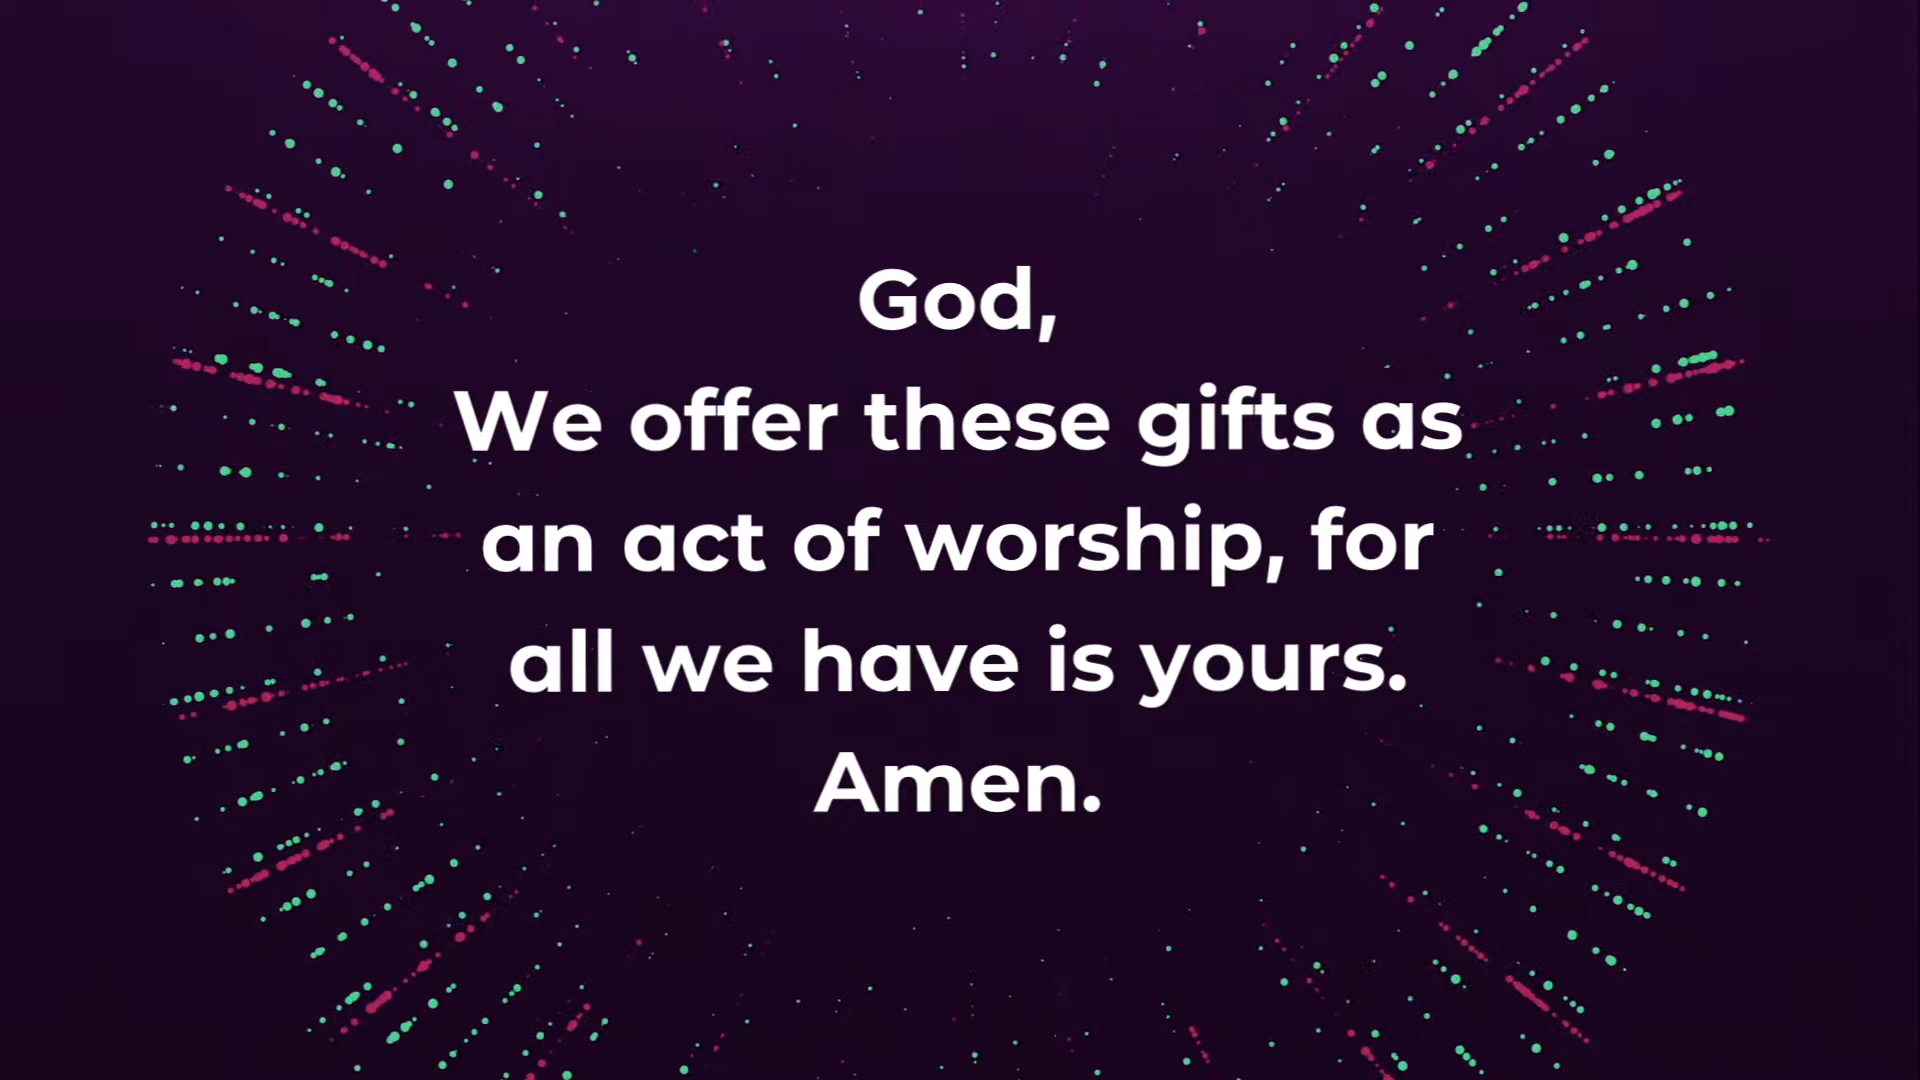 God,
We offer these gifts as
an act of worship, for
all we have is yours.
Amen.